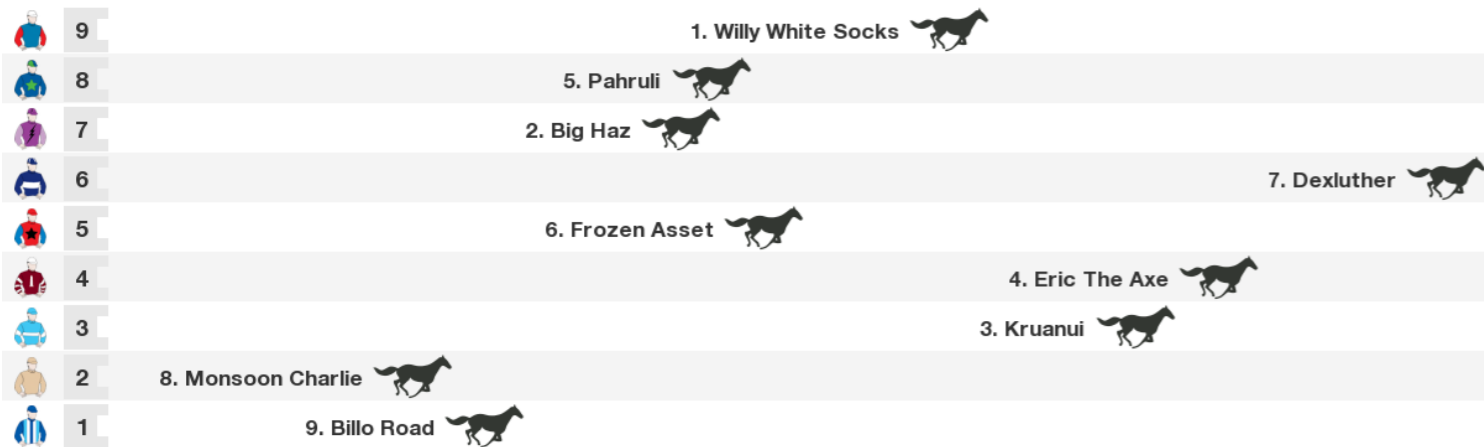 9 1. Willy White Socks
8 5. Pahruli
7 2. Big Haz
6 7. Dexluther
5 6. Frozen Asset
4 4. Eric The Axe
3 3. Kruanui
2 8. Monsoon Charlie
1 9. Billo Road